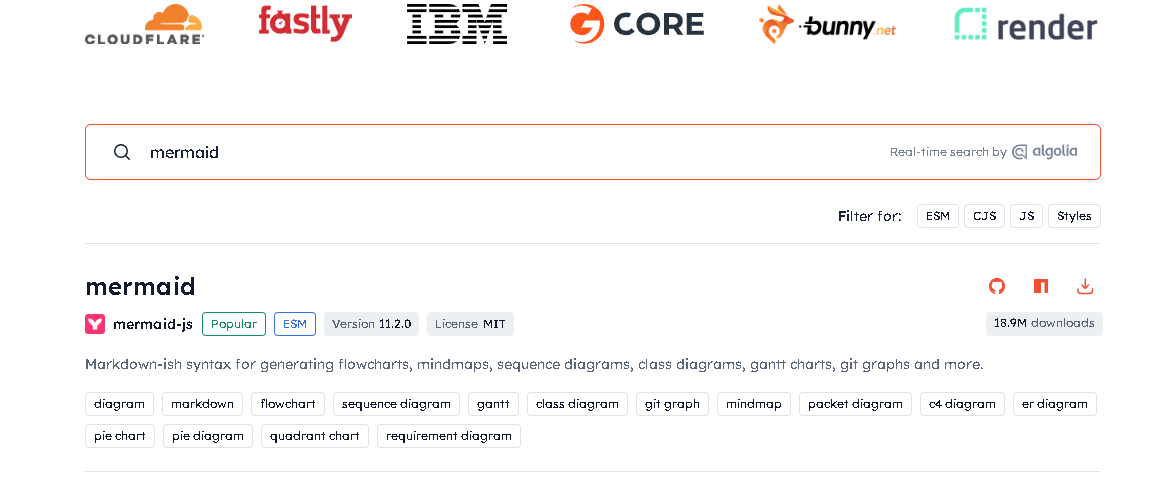 CLOUDFLARE fastly IBM CORE bunny.net render
mermaid Real-time search by algolia
Filter for: ESM CJS JS Styles
mermaid
mermaid-js Popular ESM Version 11.2.0 License MIT 18.9M downloads
Markdown-ish syntax for generating flowcharts, mindmaps, sequence diagrams, class diagrams, gantt charts, git graphs and more.
diagram markdown flowchart sequence diagram gantt class diagram git graph mindmap packet diagram c4 diagram er diagram
pie chart pie diagram quadrant chart requirement diagram